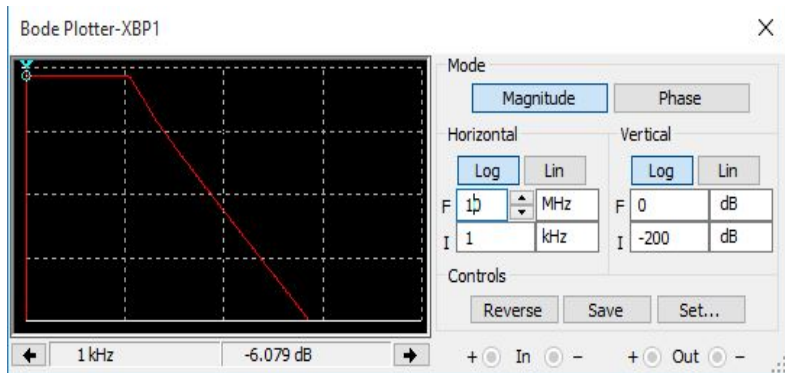 Bode Plotter-XBP1
Mode
Magnitude Phase
Horizontal Vertical
Log Lin Log Lin
F 10 MHz F 0 dB
I 1 kHz I -200 dB
Controls
Reverse Save Set...
1 kHz -6.079 dB + In - + Out -